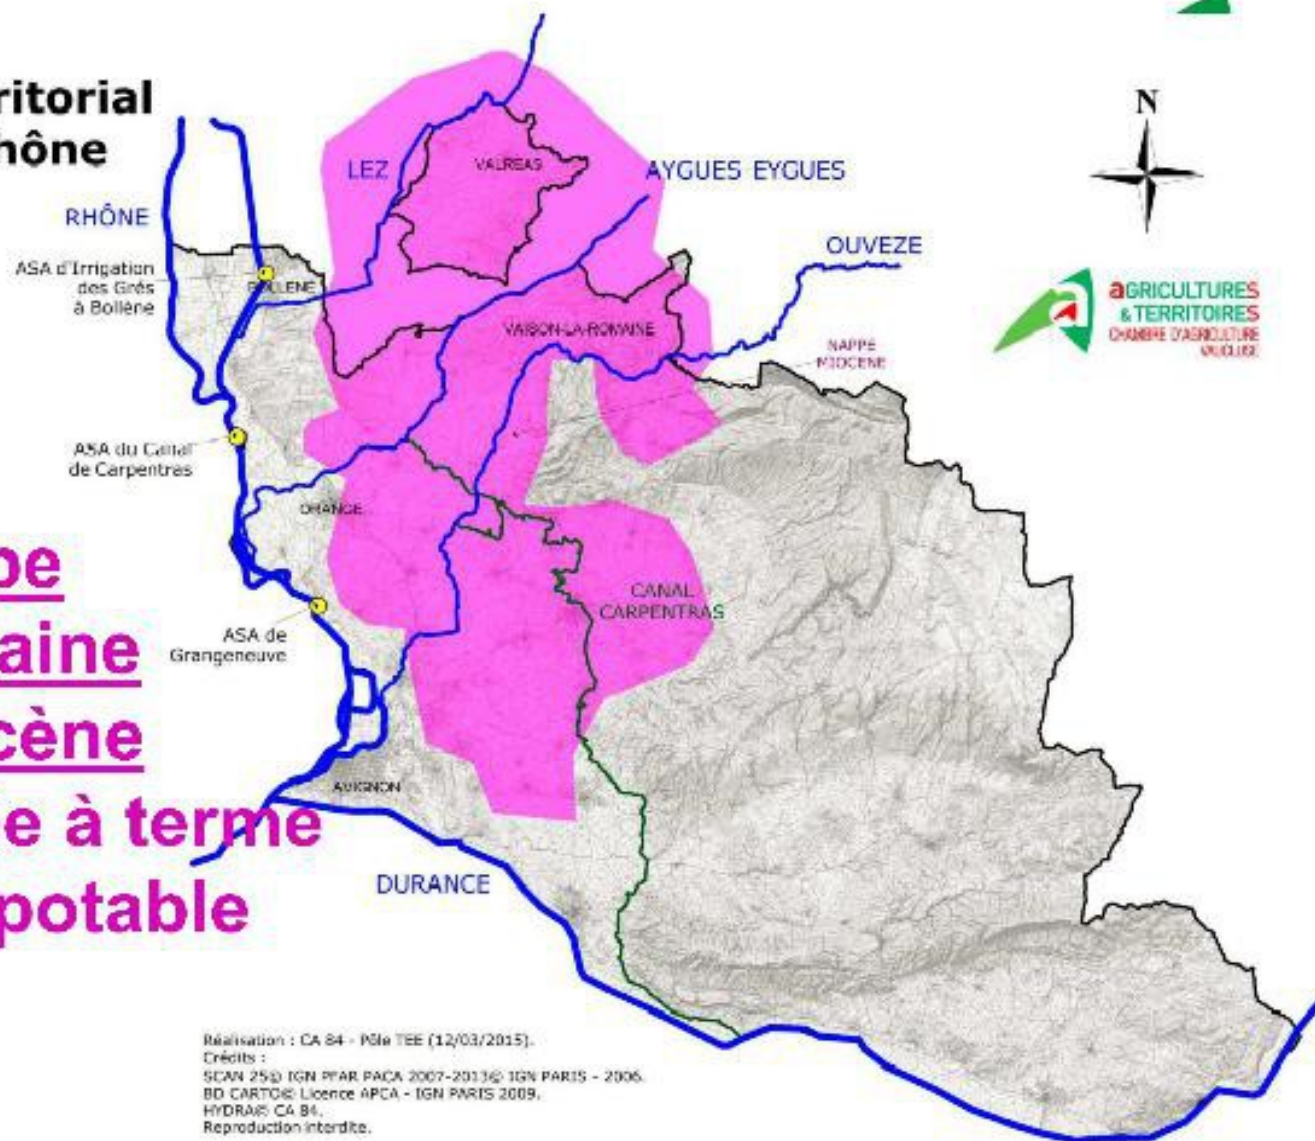 ritorial
hône
N
LEZ
VALREAS
AYGUES EYGUES
RHÔNE
OUVEZE
ASA d'Irrigation
des Grés
à Bollène
BOLLENE
aGRICULTURES
& TERRITOIRES
CHAMBRE D'AGRICULTURE
VAUCLUSE
VAISON-LA-ROMAINE
NAPPE
MIOCENE
ASA du Canal
de Carpentras
ORANGE
pe
aine
cène
e à terme
potable
CANAL
CARPENTRAS
ASA de
Grangeneuve
AVIGNON
DURANCE
Réalisation : CA 84 - Pôle TEE (12/03/2015).
Crédits :
SCAN 25© IGN PFAR PACA 2007-2013© IGN PARIS - 2006.
BD CARTO© Licence APCA - IGN PARIS 2009.
HYDRA© CA 84.
Reproduction interdite.